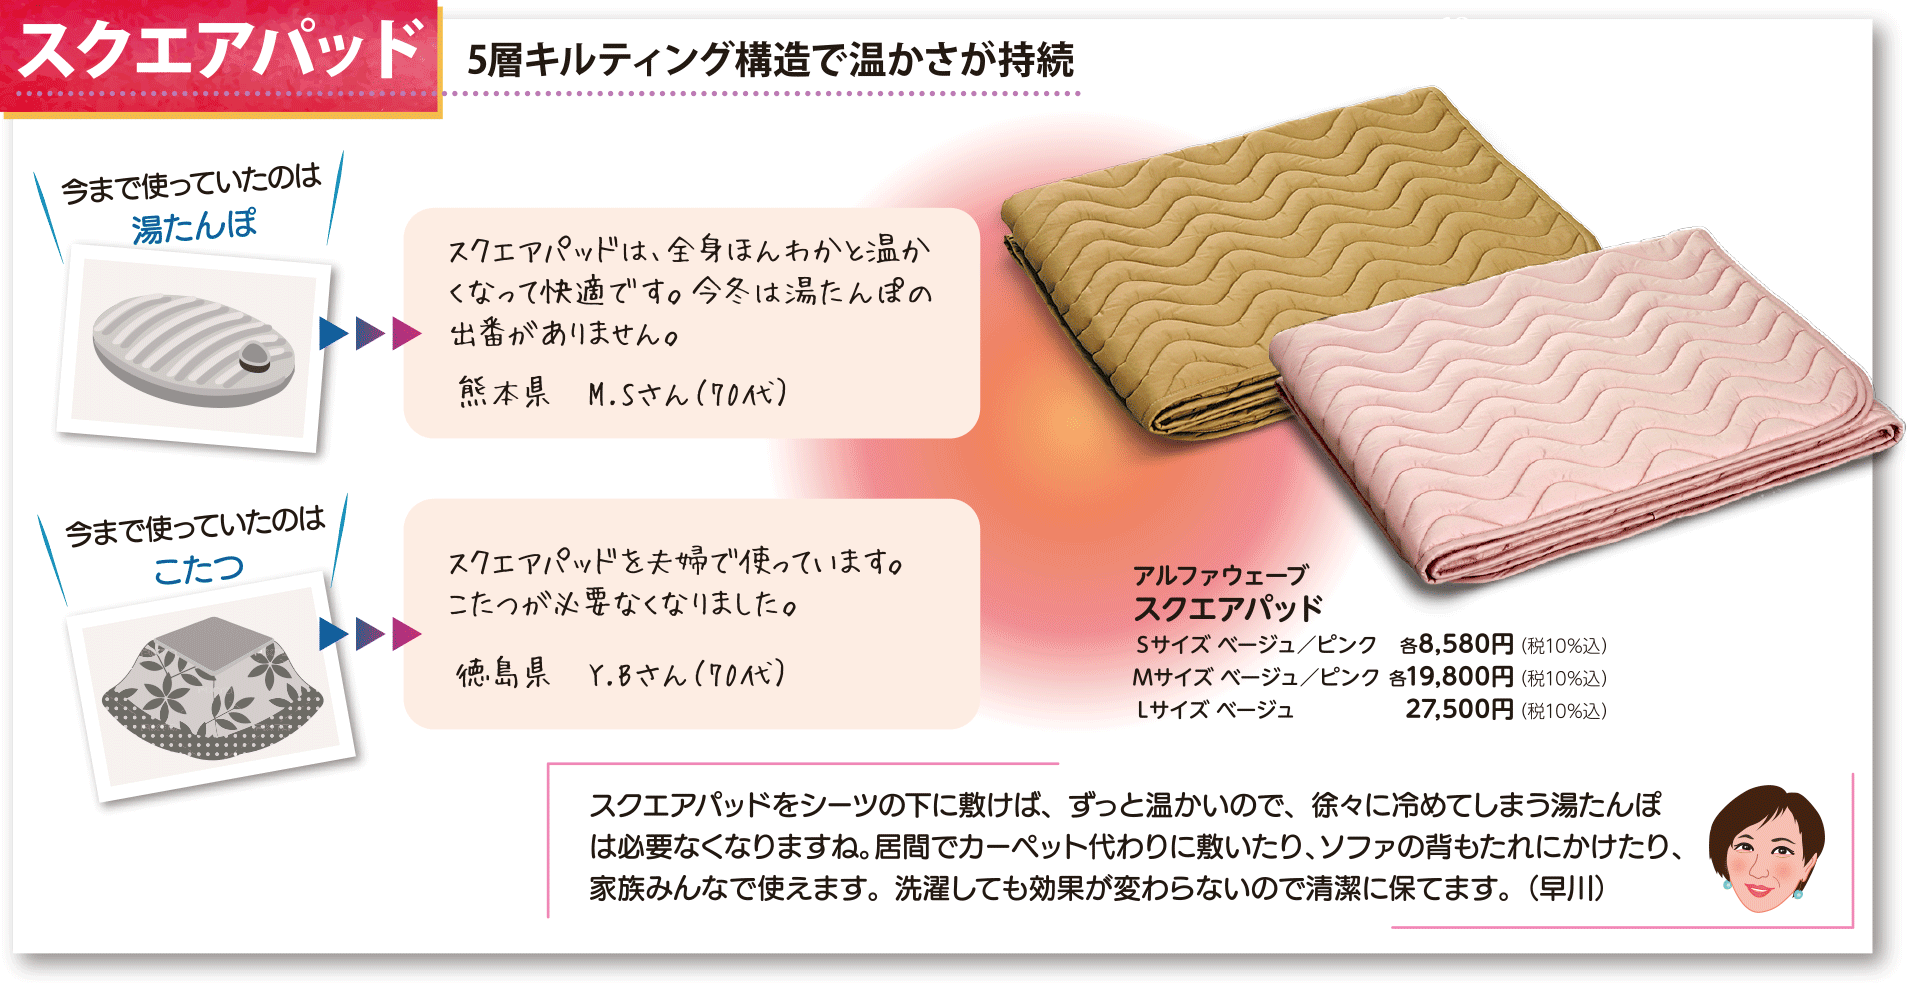 スクエアパッド
5層キルティング構造で温かさが持続
今まで使っていたのは
湯たんぽ
スクエアパッドは、全身ほんわかと温か
くなって快適です。今冬は湯たんぽの
出番がありません。
熊本県 M.Sさん(70代)
今まで使っていたのは
こたつ
スクエアパッドを夫婦で使っています。
こたつが必要なくなりました。
徳島県 Y.Bさん(70代)
アルファウェーブ
スクエアパッド
Sサイズ ベージュ／ピンク 各8,580円(税10%込)
Mサイズ ベージュ／ピンク 各19,800円(税10%込)
Lサイズ ベージュ 27,500円(税10%込)
スクエアパッドをシーツの下に敷けば、ずっと温かいので、徐々に冷めてしまう湯たんぽ
は必要なくなりますね。居間でカーペット代わりに敷いたり、ソファの背もたれにかけたり、
家族みんなで使えます。洗濯しても効果が変わらないので清潔に保てます。(早川)